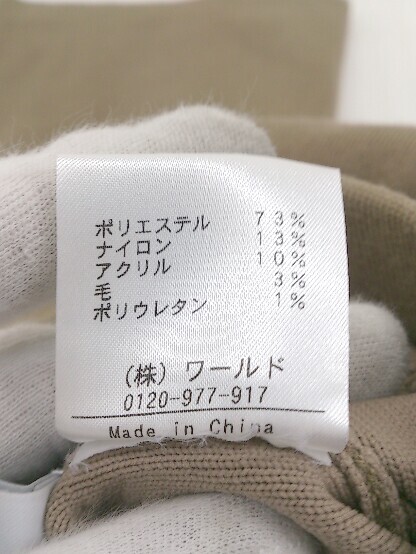 ポリエステル 73%
ナイロン 13%
アクリル 10%
毛 3%
ポリウレタン 1%
(株) ワールド
0120-977-917
Made in China